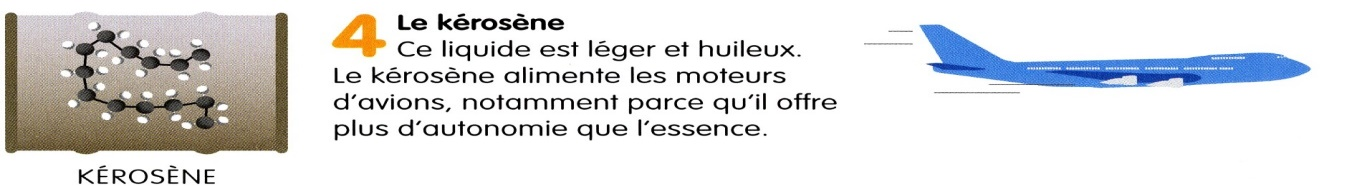 4 Le kérosène
Ce liquide est léger et huileux.
Le kérosène alimente les moteurs
d'avions, notamment parce qu'il offre
plus d'autonomie que l'essence.
KÉROSÈNE